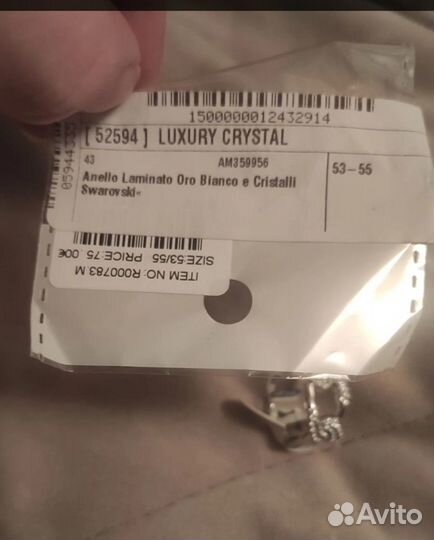 1500000012432914
[ 52594 ] LUXURY CRYSTAL
43 AM359956 53-55
Anello Laminato Oro Bianco e Cristalli
Swarovski«
ITEM NO: R000783.M
SIZE:53/55 PRICE:75. 00€
Avito